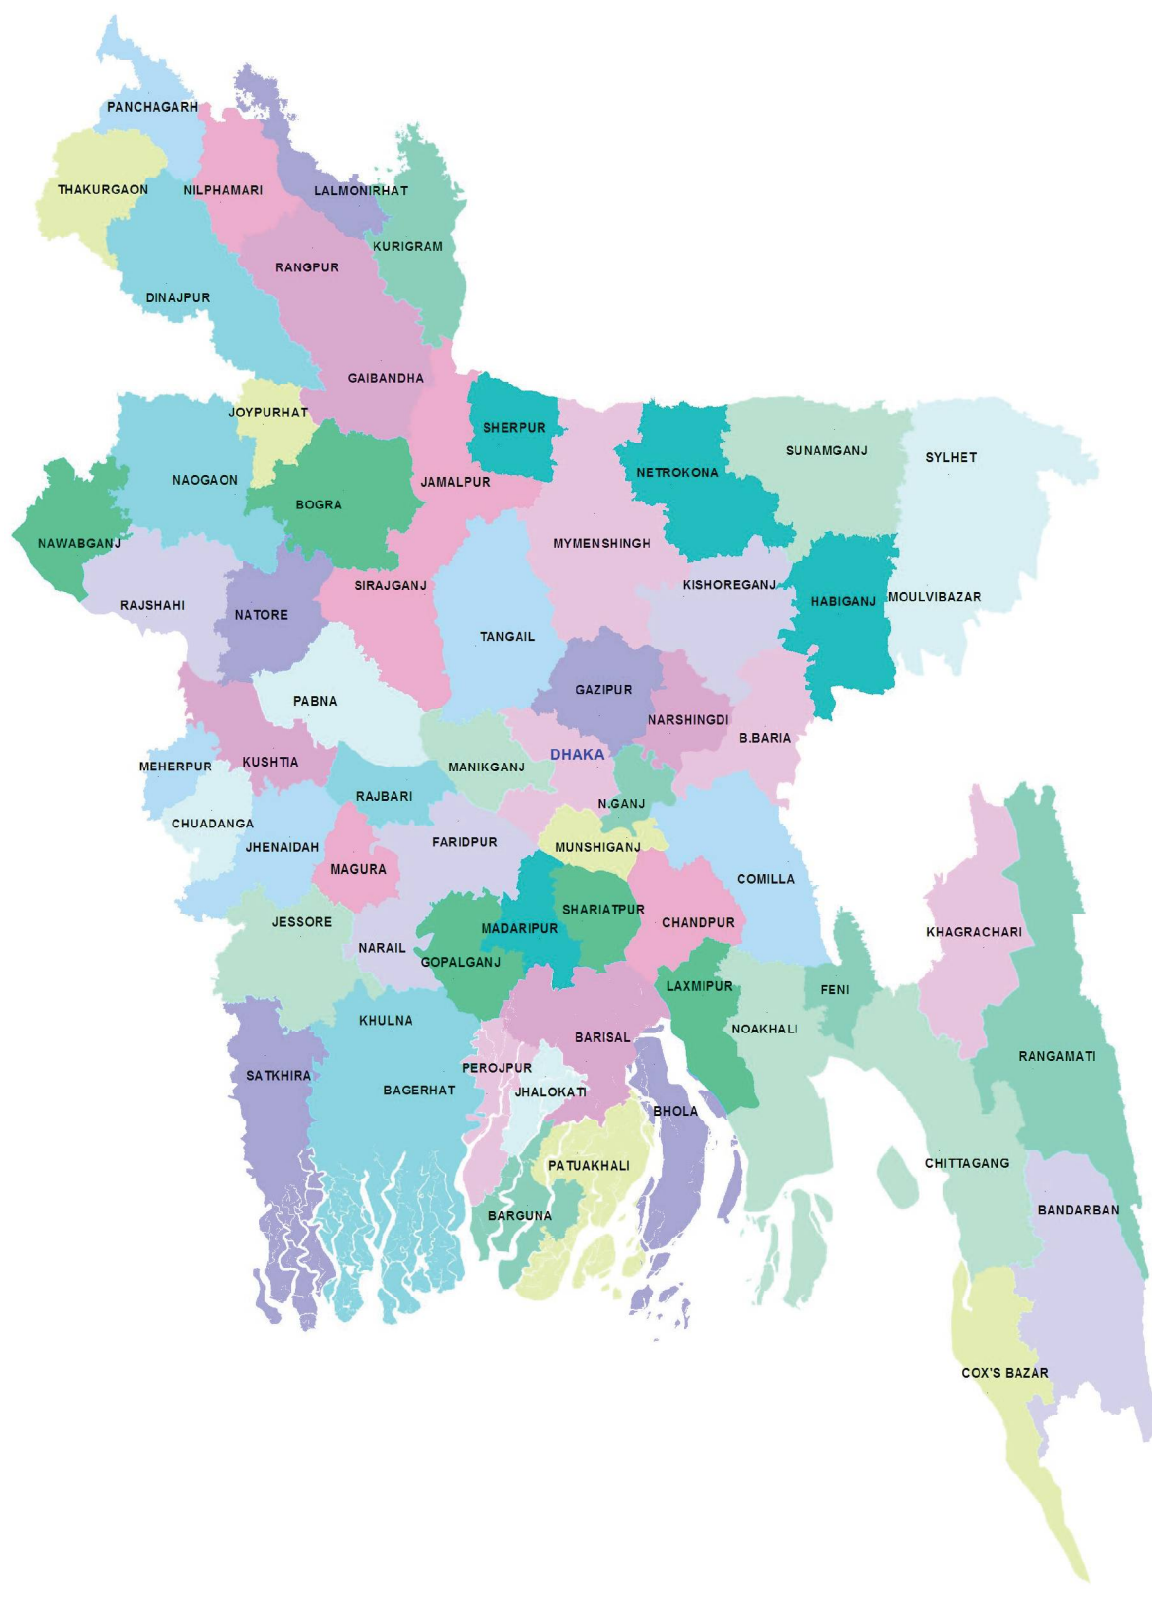 PANCHAGARH
THAKURGAON
NILPHAMARI
LALMONIRHAT
KURIGRAM
RANGPUR
DINAJPUR
GAIBANDHA
JOYPURHAT
SHERPUR
SUNAMGANJ
SYLHET
NETROKONA
NAOGAON
JAMALPUR
BOGRA
NAWABGANJ
MYMENSHINGH
SIRAJGANJ
KISHOREGANJ
MOULVIBAZAR
HABIGANJ
RAJSHAHI
NATORE
TANGAIL
GAZIPUR
PABNA
NARSHINGDI
B.BARIA
DHAKA
KUSHTIA
MEHERPUR
MANIKGANJ
RAJBARI
N.GANJ
CHUADANGA
FARIDPUR
JHENAIDAH
MUNSHIGANJ
MAGURA
COMILLA
SHARIATPUR
JESSORE
CHANDPUR
MADARIPUR
KHAGRACHARI
NARAIL
GOPALGANJ
LAXMIPUR
FENI
KHULNA
NOAKHALI
BARISAL
RANGAMATI
PEROJPUR
SATKHIRA
BAGERHAT
JHALOKATI
BHOLA
CHITTAGANG
PATUAKHALI
BANDARBAN
BARGUNA
COX'S BAZAR